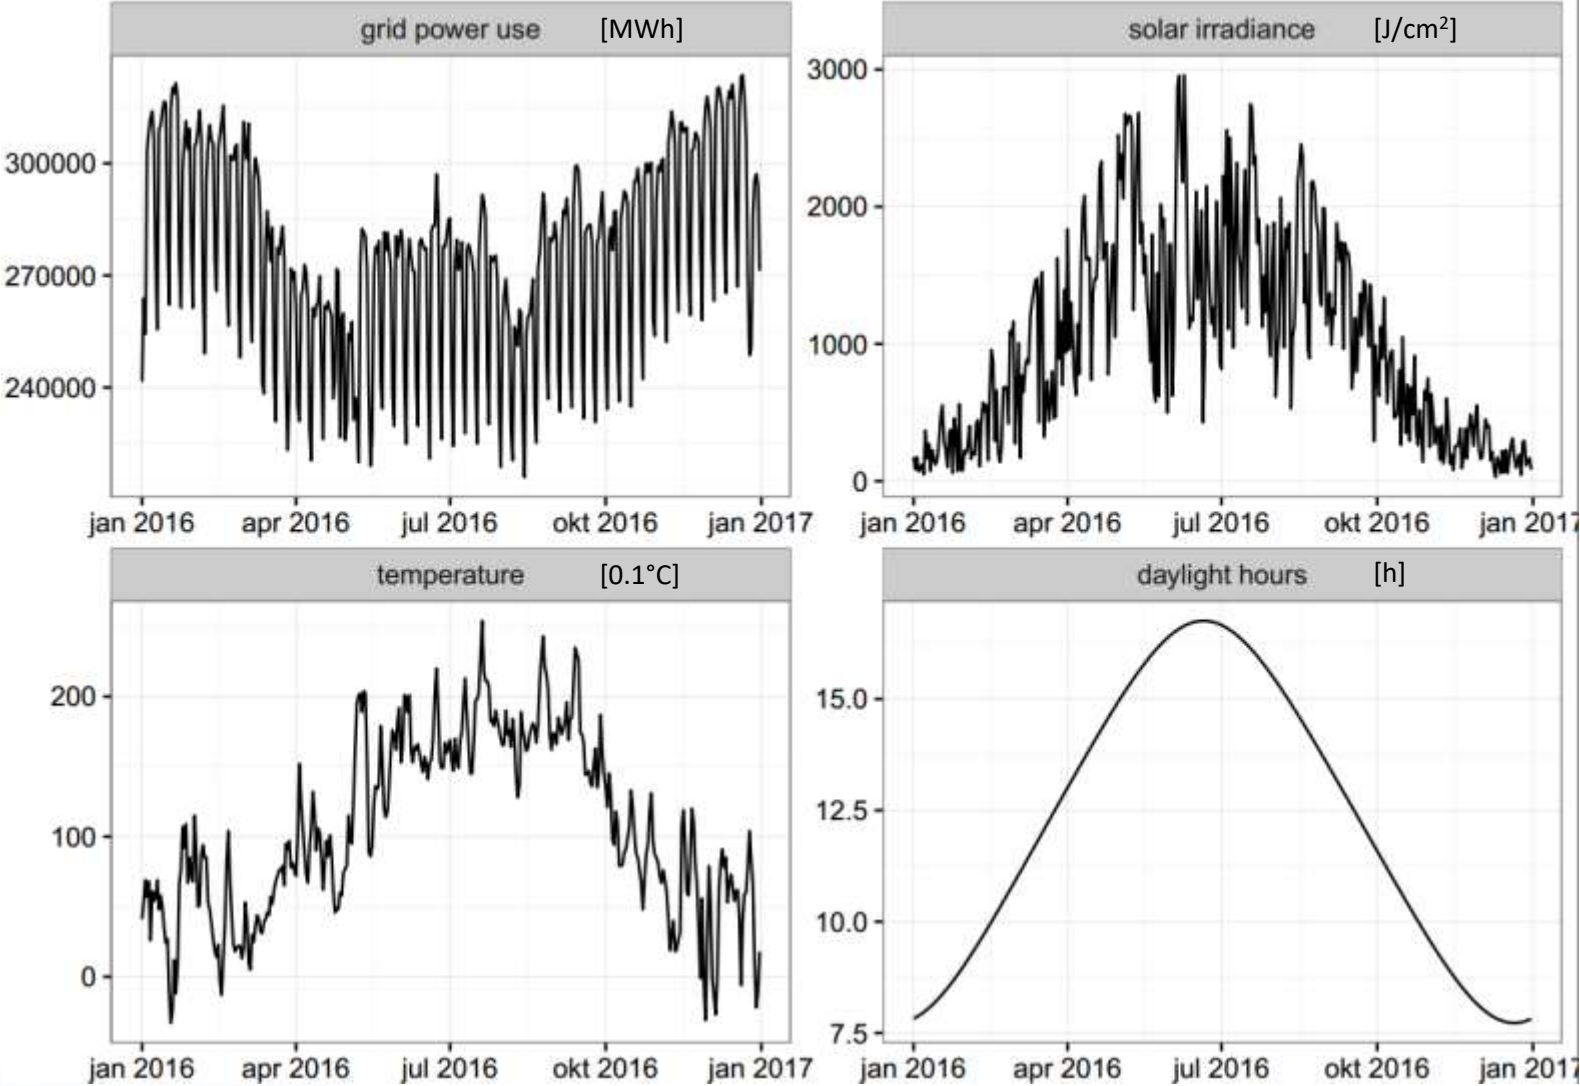 grid power use [MWh]
300000
270000
240000
jan 2016 apr 2016 jul 2016 okt 2016 jan 2017
solar irradiance [J/cm²]
3000
2000
1000
0
jan 2016 apr 2016 jul 2016 okt 2016 jan 2017
temperature [0.1°C]
200
100
0
jan 2016 apr 2016 jul 2016 okt 2016 jan 2017
daylight hours [h]
15.0
12.5
10.0
7.5
jan 2016 apr 2016 jul 2016 okt 2016 jan 2017